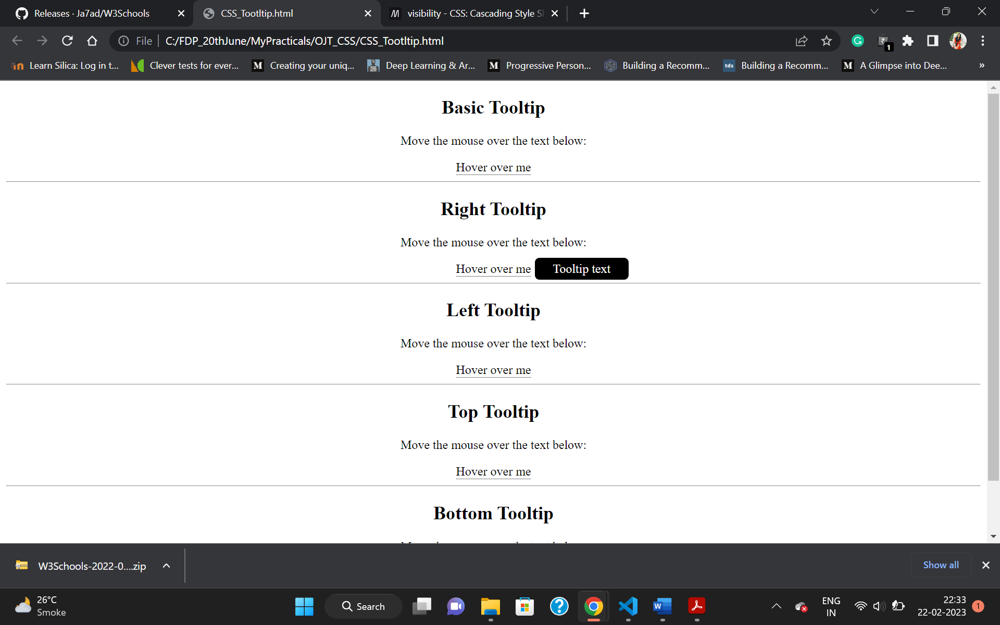 Releases · Ja7ad/W3Schools
CSS_Tootltip.html
visibility - CSS: Cascading Style
File
C:/FDP_20thJune/MyPracticals/OJT_CSS/CSS_Tootltip.html
1
Learn Silica: Log in t...
Clever tests for ever...
Creating your uniq...
Deep Learning & Ar...
Progressive Person...
Building a Recomm...
tds Building a Recomm...
A Glimpse into Dee...
»
Basic Tooltip
Move the mouse over the text below:
Hover over me
Right Tooltip
Move the mouse over the text below:
Hover over me Tooltip text
Left Tooltip
Move the mouse over the text below:
Hover over me
Top Tooltip
Move the mouse over the text below:
Hover over me
Bottom Tooltip
W3Schools-2022-0....zip
Show all
26°C
Smoke
Search
ENG
IN
22:33
22-02-2023
1